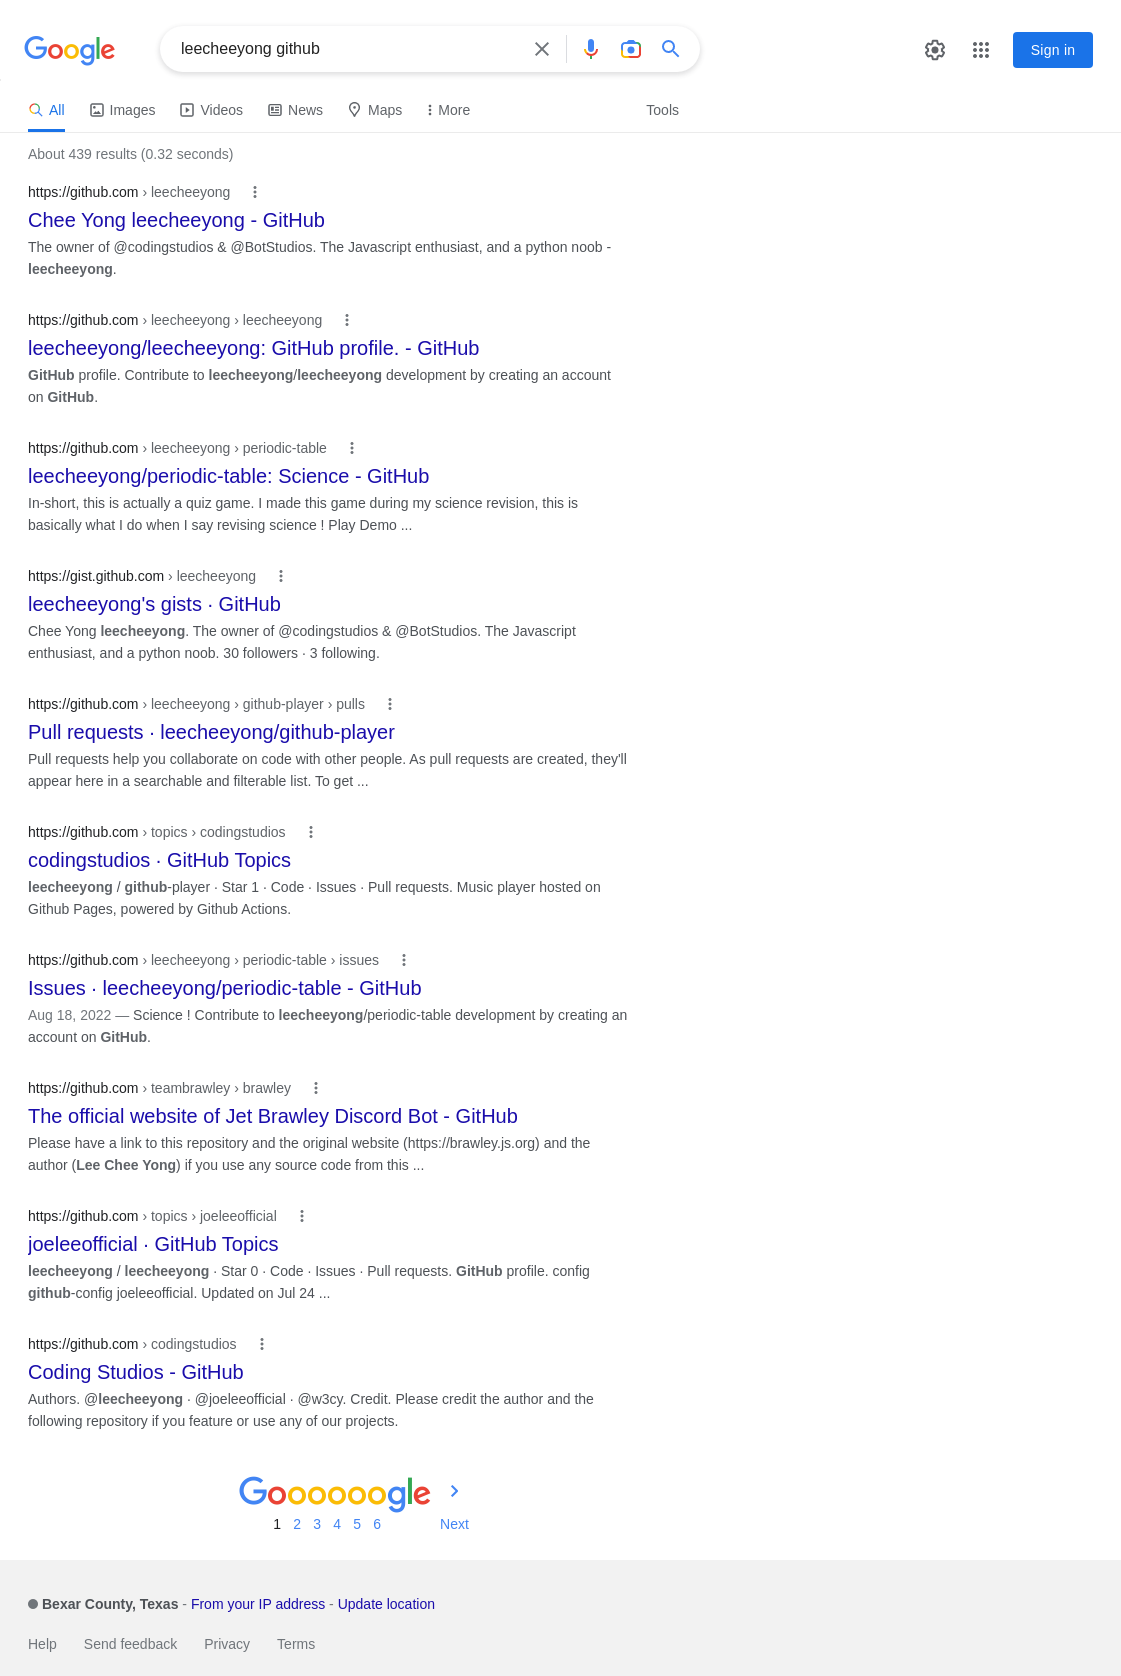 Google
leecheeyong github
Sign in
All Images Videos News Maps More Tools
About 439 results (0.32 seconds)
https://github.com › leecheeyong
Chee Yong leecheeyong - GitHub
The owner of @codingstudios & @BotStudios. The Javascript enthusiast, and a python noob -
leecheeyong.
https://github.com › leecheeyong › leecheeyong
leecheeyong/leecheeyong: GitHub profile. - GitHub
GitHub profile. Contribute to leecheeyong/leecheeyong development by creating an account
on GitHub.
https://github.com › leecheeyong › periodic-table
leecheeyong/periodic-table: Science - GitHub
In-short, this is actually a quiz game. I made this game during my science revision, this is
basically what I do when I say revising science ! Play Demo ...
https://gist.github.com › leecheeyong
leecheeyong's gists · GitHub
Chee Yong leecheeyong. The owner of @codingstudios & @BotStudios. The Javascript
enthusiast, and a python noob. 30 followers · 3 following.
https://github.com › leecheeyong › github-player › pulls
Pull requests · leecheeyong/github-player
Pull requests help you collaborate on code with other people. As pull requests are created, they'll
appear here in a searchable and filterable list. To get ...
https://github.com › topics › codingstudios
codingstudios · GitHub Topics
leecheeyong / github-player · Star 1 · Code · Issues · Pull requests. Music player hosted on
Github Pages, powered by Github Actions.
https://github.com › leecheeyong › periodic-table › issues
Issues · leecheeyong/periodic-table - GitHub
Aug 18, 2022 — Science ! Contribute to leecheeyong/periodic-table development by creating an
account on GitHub.
https://github.com › teambrawley › brawley
The official website of Jet Brawley Discord Bot - GitHub
Please have a link to this repository and the original website (https://brawley.js.org) and the
author (Lee Chee Yong) if you use any source code from this ...
https://github.com › topics › joeleeofficial
joeleeofficial · GitHub Topics
leecheeyong / leecheeyong · Star 0 · Code · Issues · Pull requests. GitHub profile. config
github-config joeleeofficial. Updated on Jul 24 ...
https://github.com › codingstudios
Coding Studios - GitHub
Authors. @leecheeyong · @joeleeofficial · @w3cy. Credit. Please credit the author and the
following repository if you feature or use any of our projects.
Goooooogle
1 2 3 4 5 6 Next
Bexar County, Texas - From your IP address - Update location
Help Send feedback Privacy Terms